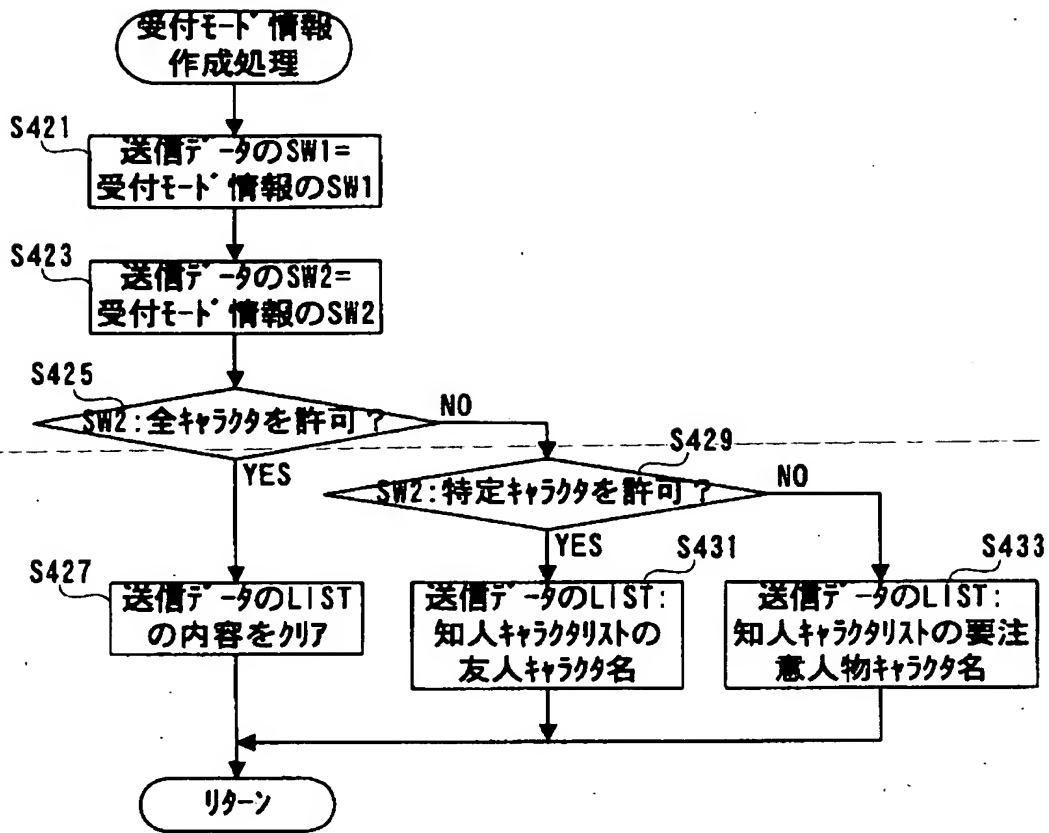 受付ﾓｰﾄﾞ情報
作成処理
S421
送信ﾃﾞｰﾀのSW1=
受付ﾓｰﾄﾞ情報のSW1
S423
送信ﾃﾞｰﾀのSW2=
受付ﾓｰﾄﾞ情報のSW2
S425
SW2:全ｷｬﾗｸﾀを許可?
NO
YES
S429
SW2:特定ｷｬﾗｸﾀを許可?
NO
YES
S427
送信ﾃﾞｰﾀのLIST
の内容をｸﾘｱ
S431
送信ﾃﾞｰﾀのLIST:
知人ｷｬﾗｸﾀﾘｽﾄの
友人ｷｬﾗｸﾀ名
S433
送信ﾃﾞｰﾀのLIST:
知人ｷｬﾗｸﾀﾘｽﾄの要注
意人物ｷｬﾗｸﾀ名
ﾘﾀｰﾝ